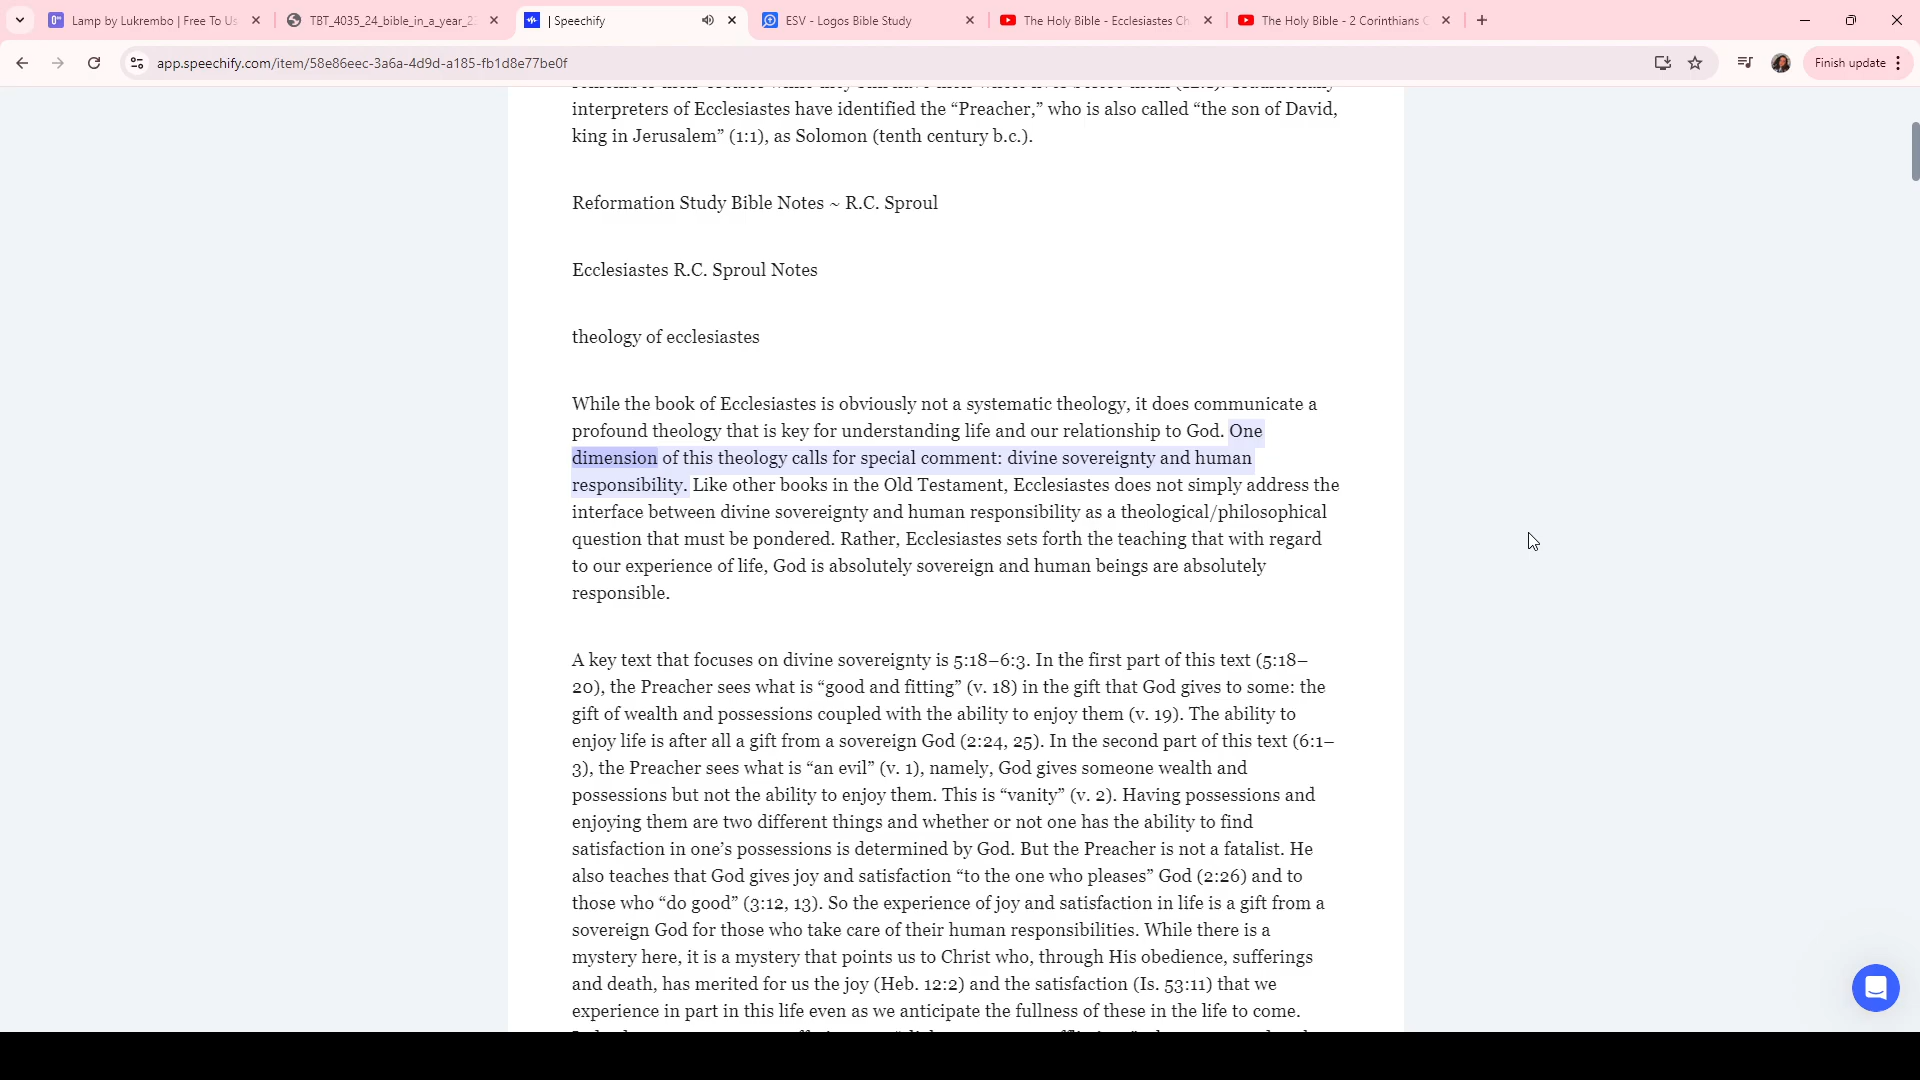 Lamp by Lukrembo | Free To Us
TBT_4035_24_bible_in_a_year_2
| Speechify
ESV - Logos Bible Study
The Holy Bible - Ecclesiastes Ch
The Holy Bible - 2 Corinthians C
app.speechify.com/item/58e86eec-3a6a-4d9d-a185-fb1d8e77be0f
Finish update
interpreters of Ecclesiastes have identified the “Preacher,” who is also called “the son of David,
king in Jerusalem” (1:1), as Solomon (tenth century b.c.).
Reformation Study Bible Notes ~ R.C. Sproul
Ecclesiastes R.C. Sproul Notes
theology of ecclesiastes
While the book of Ecclesiastes is obviously not a systematic theology, it does communicate a
profound theology that is key for understanding life and our relationship to God. One
dimension of this theology calls for special comment: divine sovereignty and human
responsibility. Like other books in the Old Testament, Ecclesiastes does not simply address the
interface between divine sovereignty and human responsibility as a theological/philosophical
question that must be pondered. Rather, Ecclesiastes sets forth the teaching that with regard
to our experience of life, God is absolutely sovereign and human beings are absolutely
responsible.
A key text that focuses on divine sovereignty is 5:18–6:3. In the first part of this text (5:18–
20), the Preacher sees what is “good and fitting” (v. 18) in the gift that God gives to some: the
gift of wealth and possessions coupled with the ability to enjoy them (v. 19). The ability to
enjoy life is after all a gift from a sovereign God (2:24, 25). In the second part of this text (6:1–
3), the Preacher sees what is “an evil” (v. 1), namely, God gives someone wealth and
possessions but not the ability to enjoy them. This is “vanity” (v. 2). Having possessions and
enjoying them are two different things and whether or not one has the ability to find
satisfaction in one’s possessions is determined by God. But the Preacher is not a fatalist. He
also teaches that God gives joy and satisfaction “to the one who pleases” God (2:26) and to
those who “do good” (3:12, 13). So the experience of joy and satisfaction in life is a gift from a
sovereign God for those who take care of their human responsibilities. While there is a
mystery here, it is a mystery that points us to Christ who, through His obedience, sufferings
and death, has merited for us the joy (Heb. 12:2) and the satisfaction (Is. 53:11) that we
experience in part in this life even as we anticipate the fullness of these in the life to come.